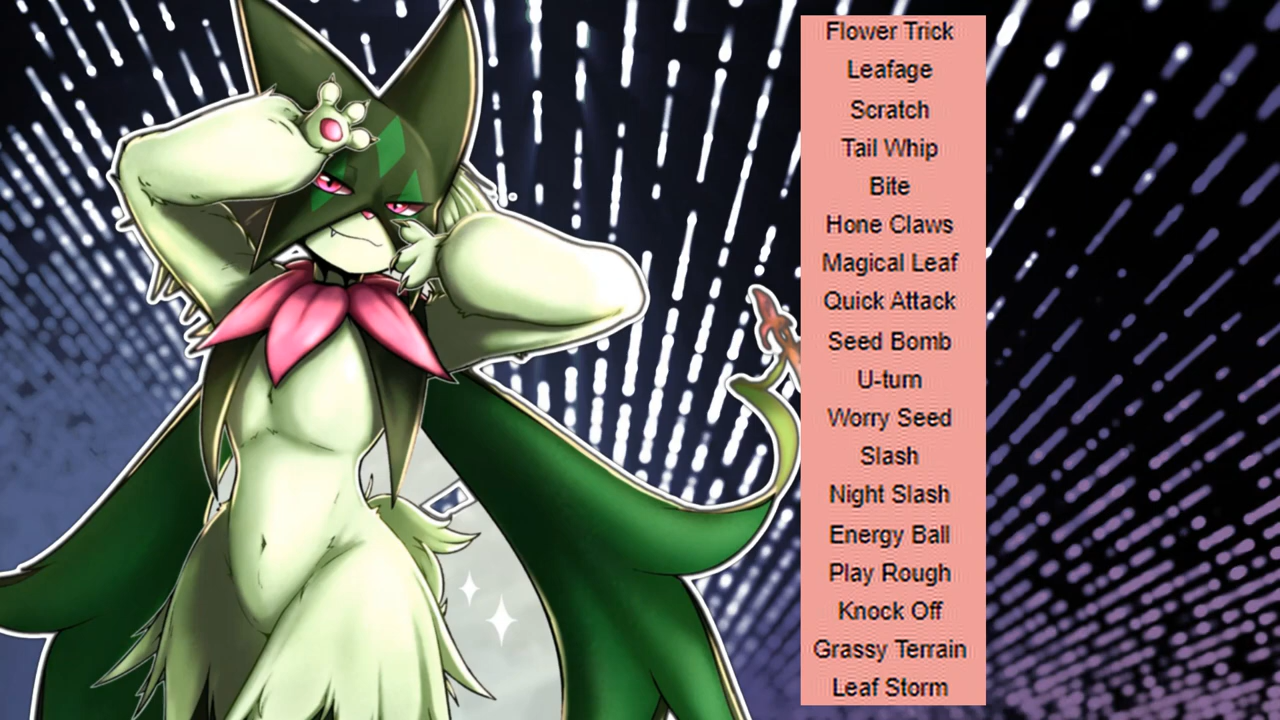 Flower Trick
Leafage
Scratch
Tail Whip
Bite
Hone Claws
Magical Leaf
Quick Attack
Seed Bomb
U-turn
Worry Seed
Slash
Night Slash
Energy Ball
Play Rough
Knock Off
Grassy Terrain
Leaf Storm